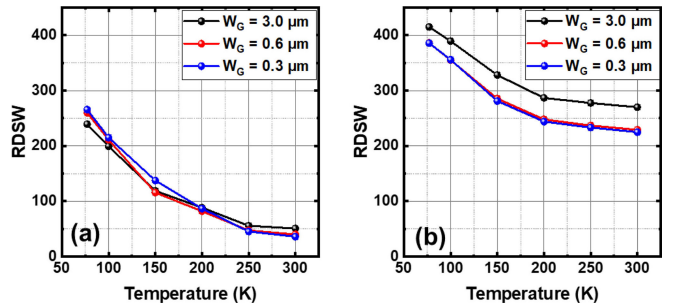 400
300
200
100
0
RDSW
W_G = 3.0 μm
W_G = 0.6 μm
W_G = 0.3 μm
(a)
50 100 150 200 250 300
Temperature (K)
400
300
200
100
0
RDSW
W_G = 3.0 μm
W_G = 0.6 μm
W_G = 0.3 μm
(b)
50 100 150 200 250 300
Temperature (K)